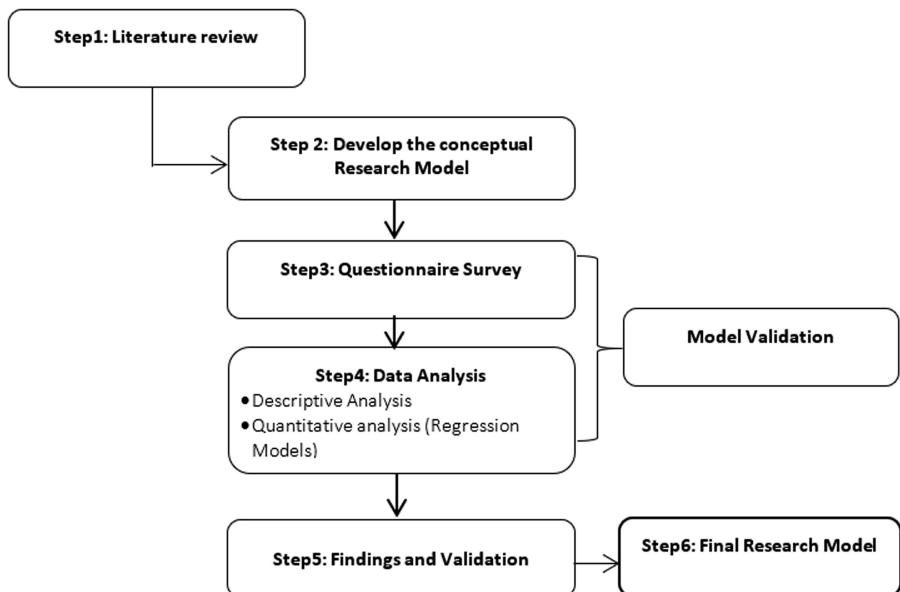 Step1: Literature review
Step 2: Develop the conceptual
Research Model
Step3: Questionnaire Survey
Model Validation
Step4: Data Analysis
• Descriptive Analysis
• Quantitative analysis (Regression
Models)
Step5: Findings and Validation
Step6: Final Research Model